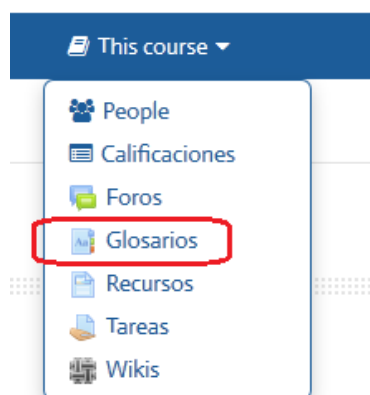 This course
People
Calificaciones
Foros
Glosarios
Recursos
Tareas
Wikis